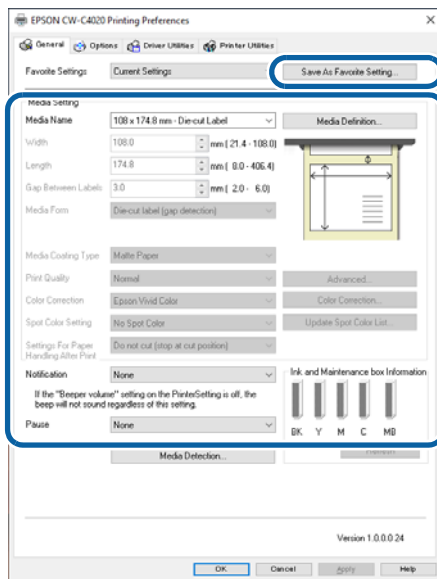 EPSON CW-C4020 Printing Preferences
General Options Driver Utilities Printer Utilities
Favorite Settings Current Settings Save As Favorite Setting...
Media Setting
Media Name 108 x 174.8 mm - Die-cut Label Media Definition...
Width 108.0 mm ( 21.4 - 108.0)
Length 174.8 mm ( 8.0 - 406.4)
Gap Between Labels 3.0 mm ( 2.0 - 6.0)
Media Form Die-cut label (gap detection)
Media Coating Type Matte Paper
Print Quality Normal Advanced...
Color Correction Epson Vivid Color Color Correction...
Spot Color Setting No Spot Color Update Spot Color List...
Settings For Paper
Handling After Print Do not cut (stop at cut position)
Notification None Ink and Maintenance box Information
If the "Beeper volume" setting on the PrinterSetting is off, the
beep will not sound regardless of this setting.
Pause None BK Y M C MB
Media Detection...
Version 1.0.0.0 24
OK Cancel Apply Help